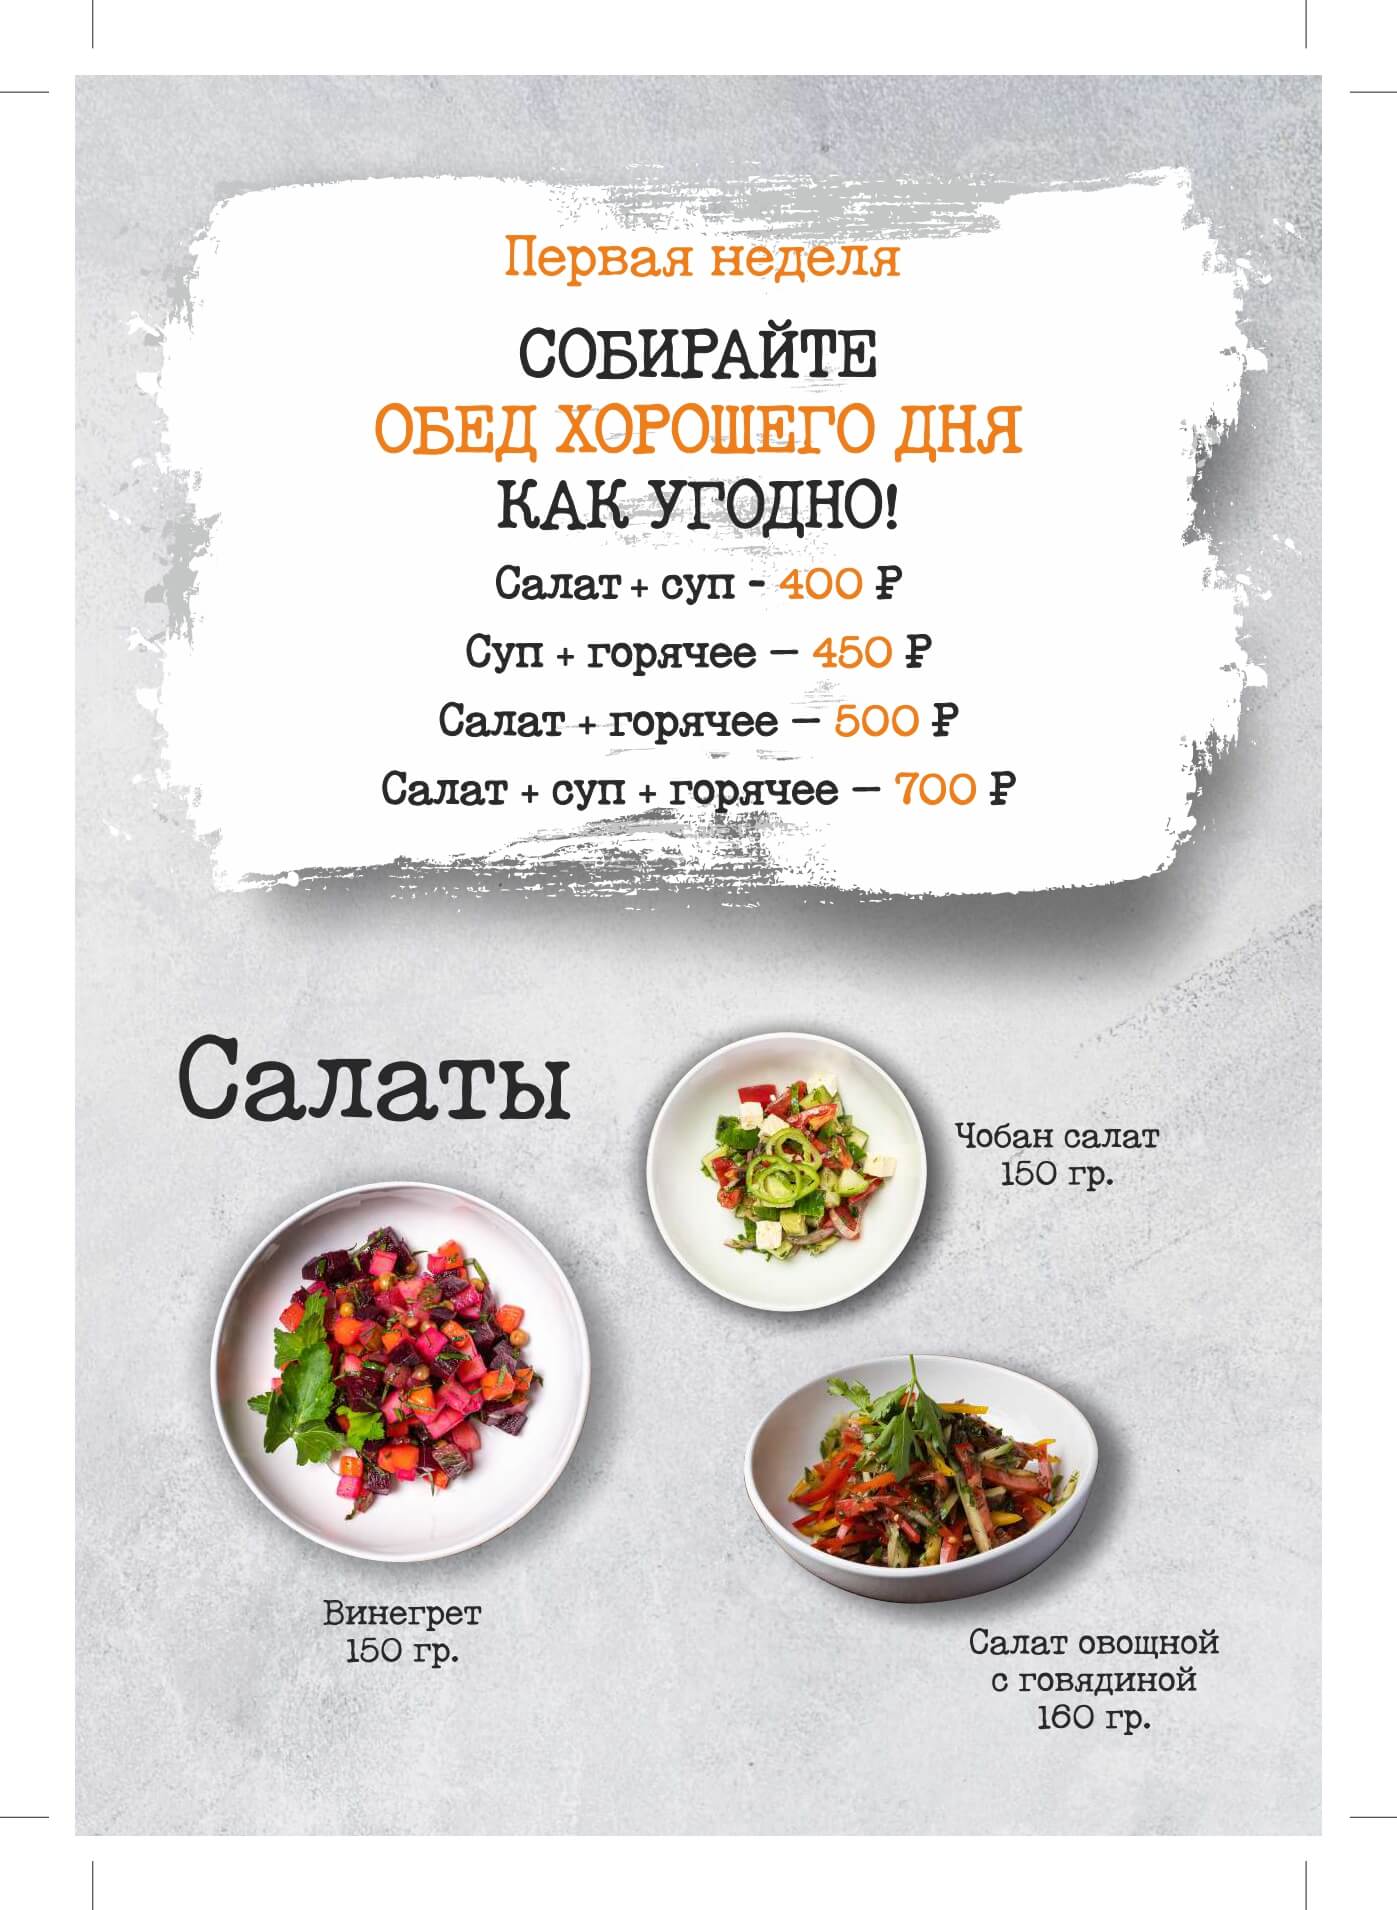 Первая неделя
СОБИРАЙТЕ
ОБЕД ХОРОШЕГО ДНЯ
КАК УГОДНО!
Салат + суп - 400 ₽
Суп + горячее — 450 ₽
Салат + горячее — 500 ₽
Салат + суп + горячее — 700 ₽
Салаты
Чобан салат
150 гр.
Винегрет
150 гр.
Салат овощной
с говядиной
160 гр.